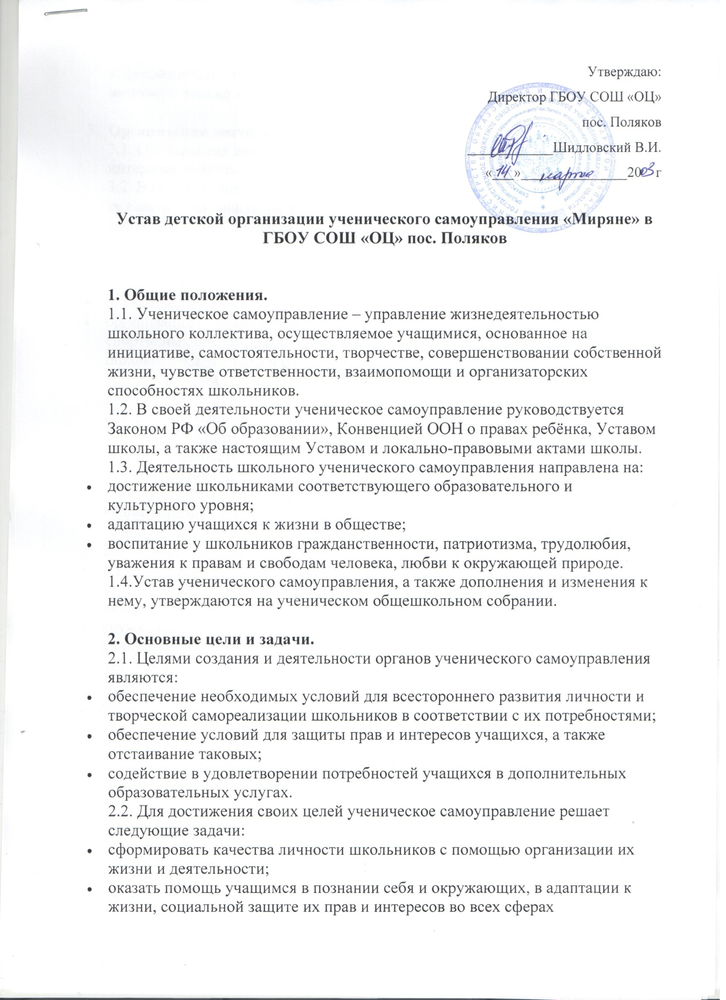 Утверждаю:
Директор ГБОУ СОШ «ОЦ»
пос. Поляков
____________Шидловский В.И.
«14»_марта_2003 г
Устав детской организации ученического самоуправления «Миряне» в
ГБОУ СОШ «ОЦ» пос. Поляков
1. Общие положения.
1.1. Ученическое самоуправление – управление жизнедеятельностью
школьного коллектива, осуществляемое учащимися, основанное на
инициативе, самостоятельности, творчестве, совершенствовании собственной
жизни, чувстве ответственности, взаимопомощи и организаторских
способностях школьников.
1.2. В своей деятельности ученическое самоуправление руководствуется
Законом РФ «Об образовании», Конвенцией ООН о правах ребёнка, Уставом
школы, а также настоящим Уставом и локально-правовыми актами школы.
1.3. Деятельность школьного ученического самоуправления направлена на:
• достижение школьниками соответствующего образовательного и
культурного уровня;
• адаптацию учащихся к жизни в обществе;
• воспитание у школьников гражданственности, патриотизма, трудолюбия,
уважения к правам и свободам человека, любви к окружающей природе.
1.4.Устав ученического самоуправления, а также дополнения и изменения к
нему, утверждаются на ученическом общешкольном собрании.
2. Основные цели и задачи.
2.1. Целями создания и деятельности органов ученического самоуправления
являются:
• обеспечение необходимых условий для всестороннего развития личности и
творческой самореализации школьников в соответствии с их потребностями;
• обеспечение условий для защиты прав и интересов учащихся, а также
отстаивание таковых;
• содействие в удовлетворении потребностей учащихся в дополнительных
образовательных услугах.
2.2. Для достижения своих целей ученическое самоуправление решает
следующие задачи:
• сформировать качества личности школьников с помощью организации их
жизни и деятельности;
• оказать помощь учащимся в познании себя и окружающих, в адаптации к
жизни, социальной защите их прав и интересов во всех сферах